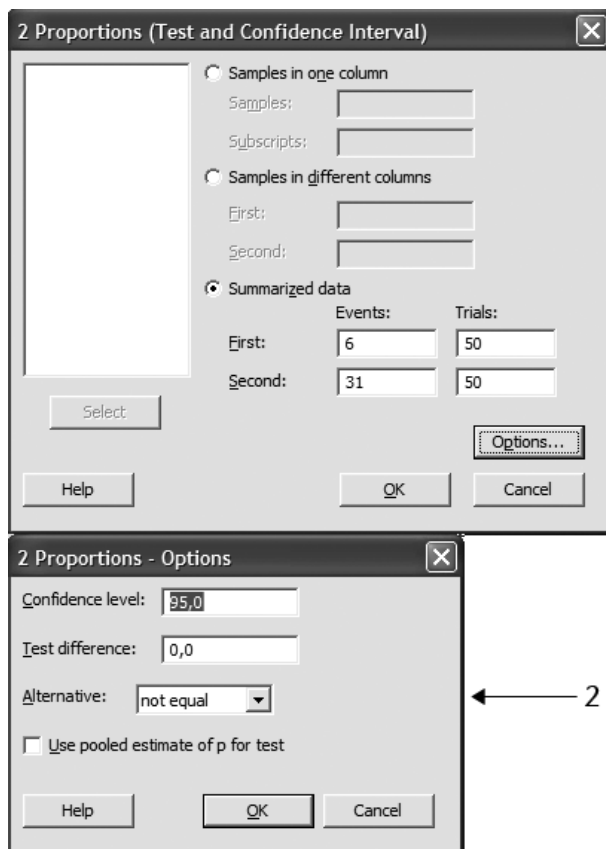 2 Proportions (Test and Confidence Interval)
Samples in one column
Samples:
Subscripts:
Samples in different columns
First:
Second:
Summarized data
Events: Trials:
First: 6 50
Second: 31 50
Select
Options...
Help OK Cancel
2 Proportions - Options
Confidence level: 95,0
Test difference: 0,0
Alternative: not equal
2
Use pooled estimate of p for test
Help OK Cancel